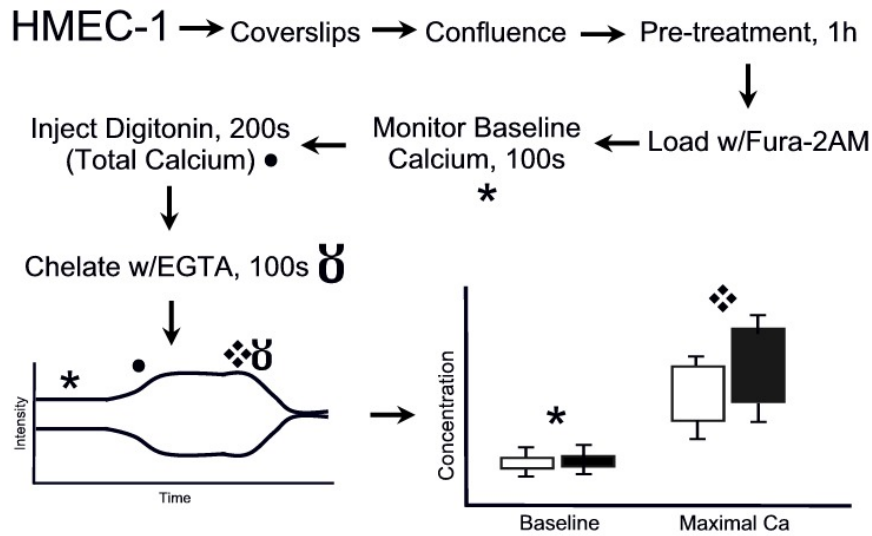 HMEC-1 → Coverslips → Confluence → Pre-treatment, 1h
Load w/Fura-2AM
Monitor Baseline
Calcium, 100s
*
Inject Digitonin, 200s
(Total Calcium) ●
Chelate w/EGTA, 100s ɣ
* ● ❖ɣ
Intensity
Time
Concentration
*
❖
Baseline
Maximal Ca